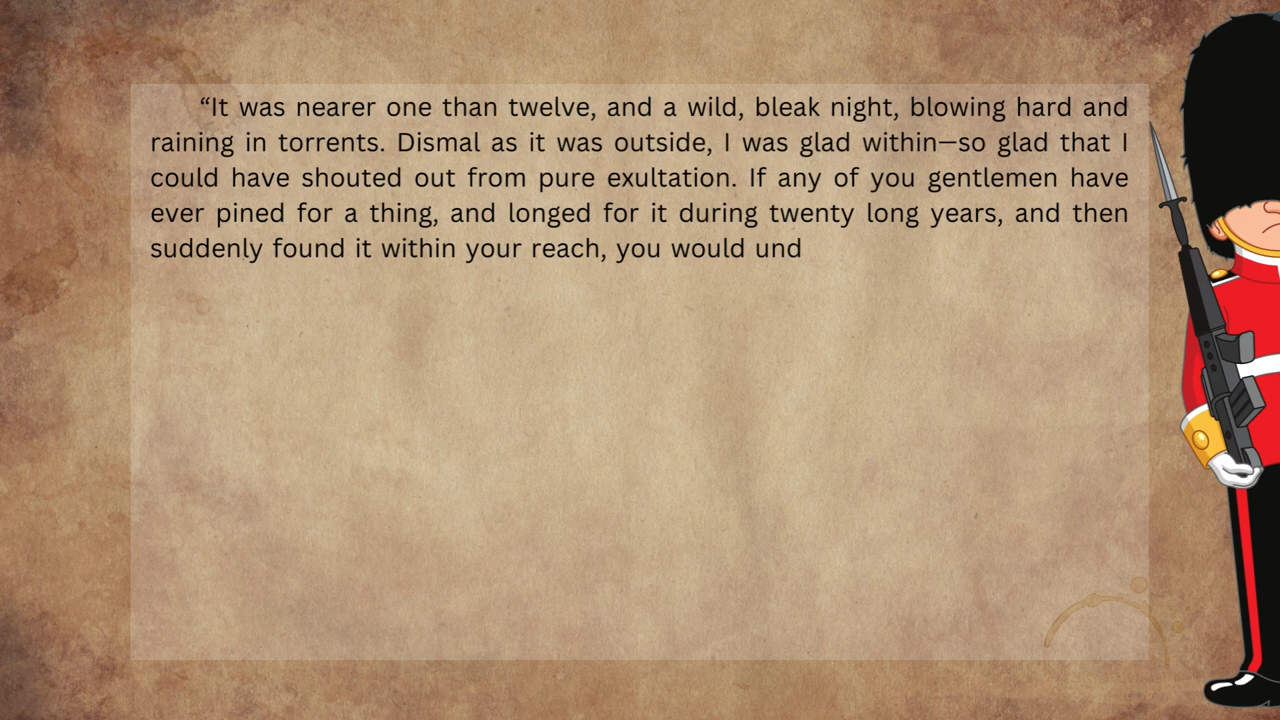 “It was nearer one than twelve, and a wild, bleak night, blowing hard and
raining in torrents. Dismal as it was outside, I was glad within—so glad that I
could have shouted out from pure exultation. If any of you gentlemen have
ever pined for a thing, and longed for it during twenty long years, and then
suddenly found it within your reach, you would und